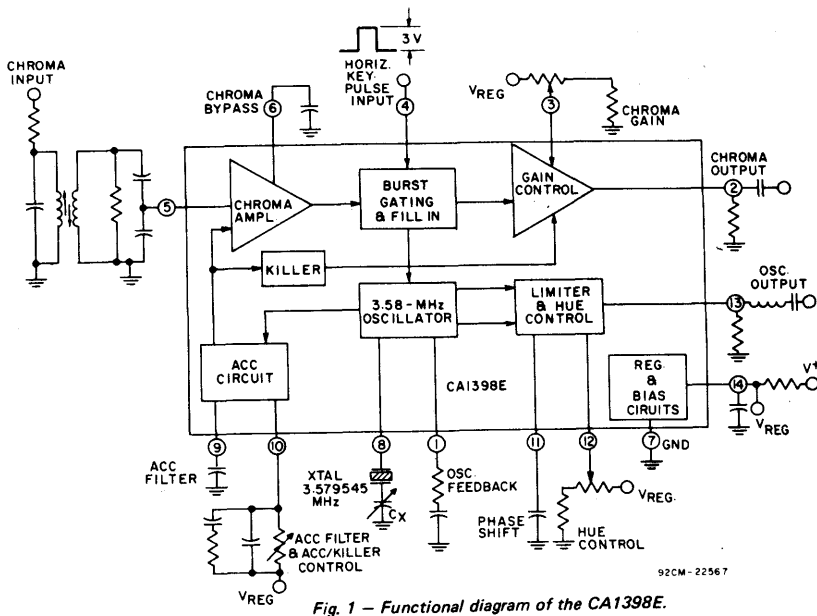 CHROMA
INPUT
CHROMA
BYPASS
6
3 V
HORIZ.
KEY-
PULSE
INPUT
4
VREG
3
CHROMA
GAIN
5
CHROMA
AMPL.
BURST
GATING
& FILL IN
GAIN
CONTROL
CHROMA
OUTPUT
2
KILLER
3.58-MHz
OSCILLATOR
LIMITER
& HUE
CONTROL
OSC.
OUTPUT
13
ACC
CIRCUIT
CA1398E
REG.
&
BIAS
CIRUITS
14
V+
VREG
9
10
8
1
11
12
7
GND
ACC
FILTER
XTAL
3.579545
MHz
CX
OSC.
FEEDBACK
PHASE
SHIFT
VREG.
HUE
CONTROL
ACC FILTER
& ACC/KILLER
CONTROL
VREG
92CM-22567
Fig. 1 — Functional diagram of the CA1398E.